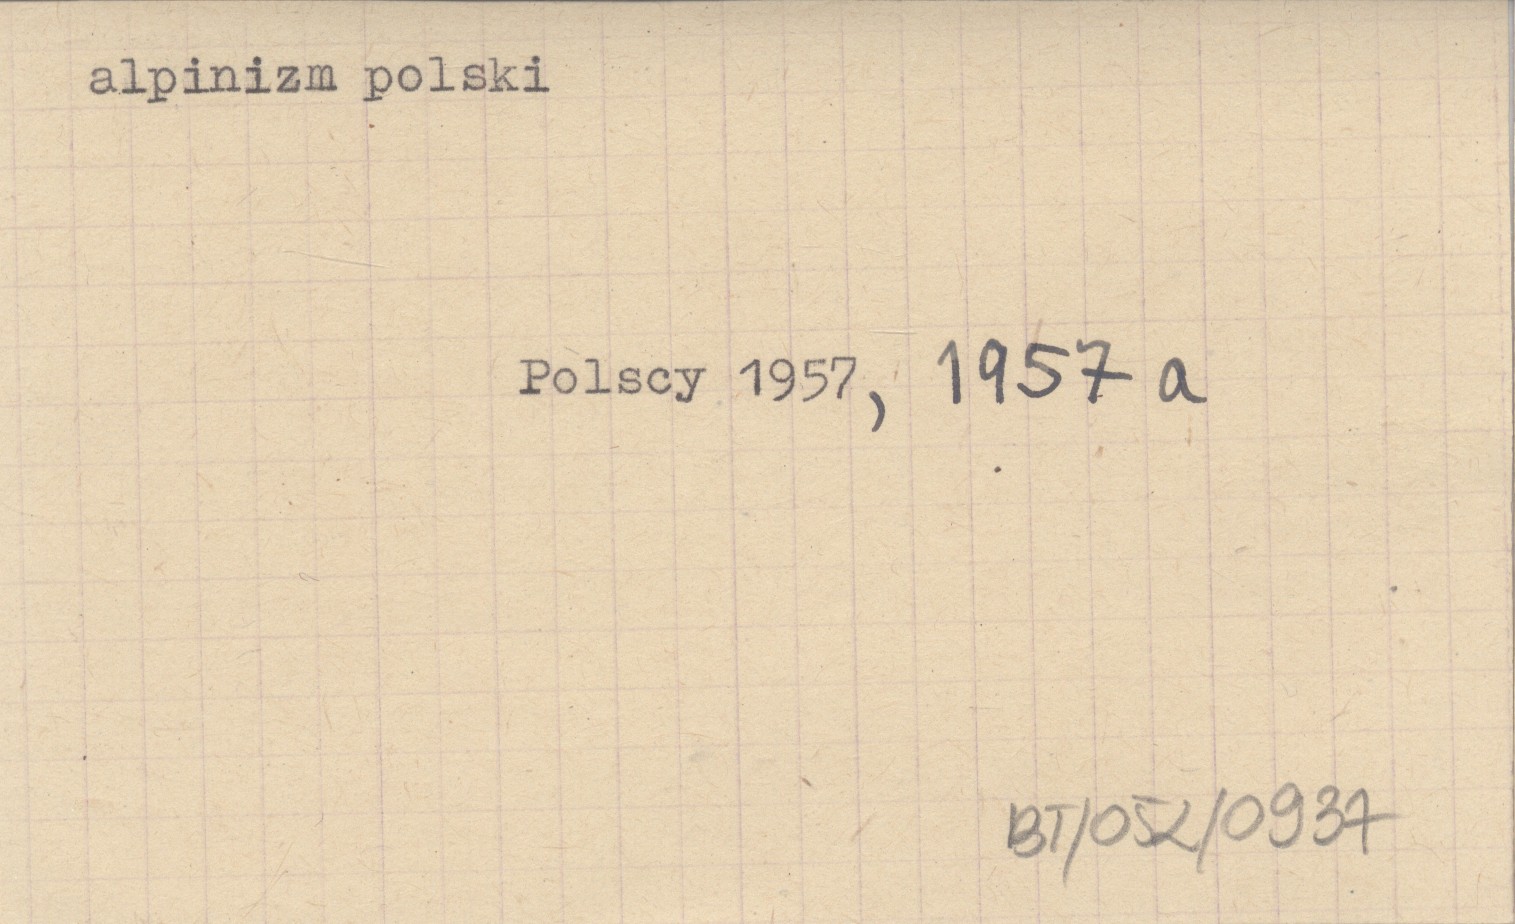 alpinizm polski
Polscy 1957, 1957 a
BT/052/0937